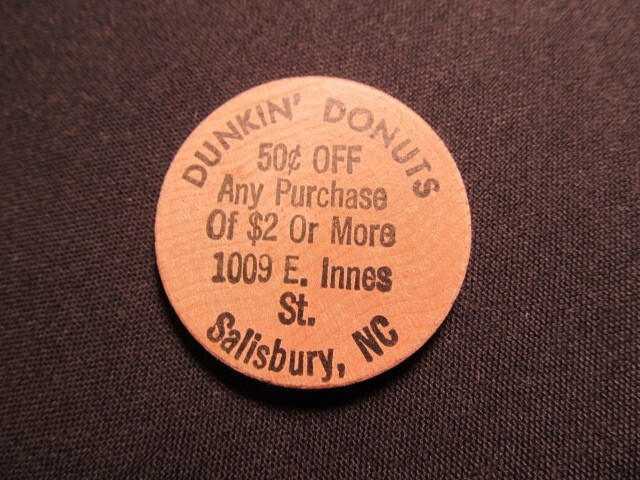 DUNKIN' DONUTS
50¢ OFF
Any Purchase
Of $2 Or More
1009 E. Innes
St.
Salisbury, NC